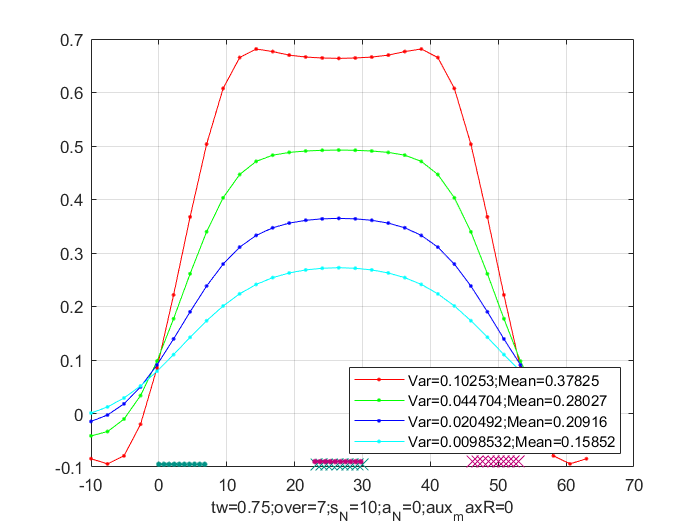 0.7
0.6
0.5
0.4
0.3
0.2
0.1
0
-0.1
-10 0 10 20 30 40 50 60 70
Var=0.10253;Mean=0.37825
Var=0.044704;Mean=0.28027
Var=0.020492;Mean=0.20916
Var=0.0098532;Mean=0.15852
tw=0.75;over=7;s_N=10;a_N=0;aux_maxR=0